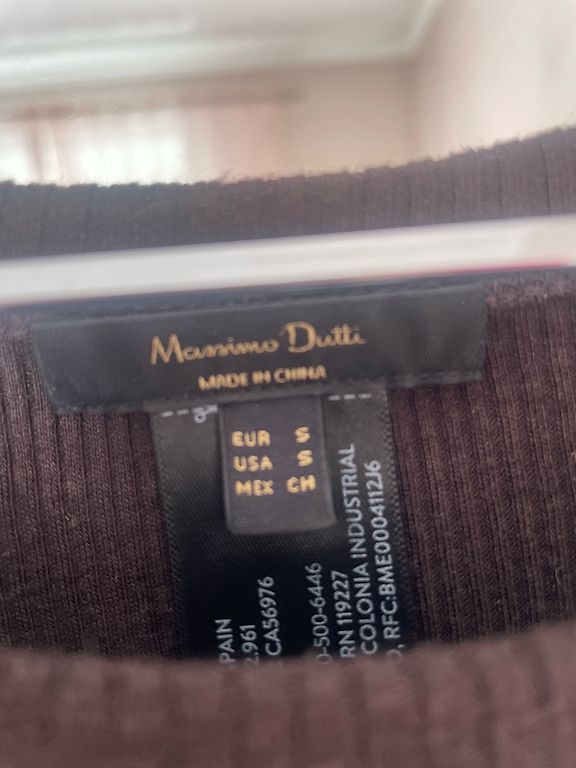 Massimo Dutti
MADE IN CHINA
EUR S
USA S
MEX CH
PAIN
2.961
CA56976
0-500-6446
RN 119227
COLONIA INDUSTRIAL
O, RFC:BME0004112J6